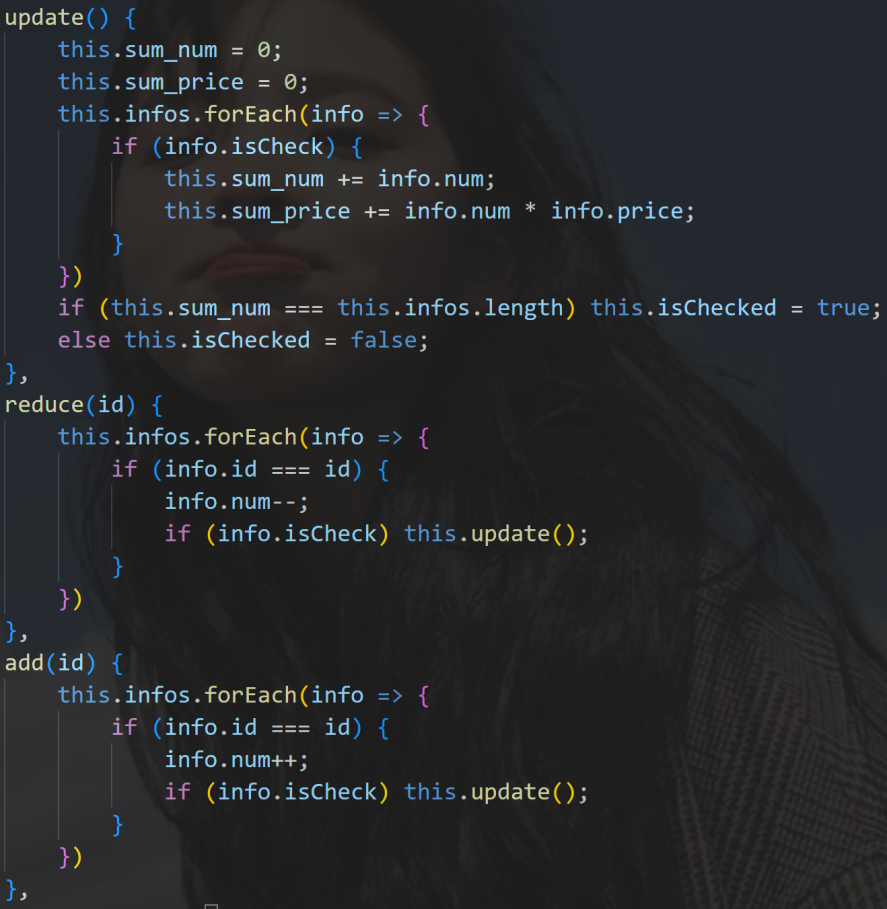 update() {
    this.sum_num = 0;
    this.sum_price = 0;
    this.infos.forEach(info => {
        if (info.isCheck) {
            this.sum_num += info.num;
            this.sum_price += info.num * info.price;
        }
    })
    if (this.sum_num === this.infos.length) this.isChecked = true;
    else this.isChecked = false;
},
reduce(id) {
    this.infos.forEach(info => {
        if (info.id === id) {
            info.num--;
            if (info.isCheck) this.update();
        }
    })
},
add(id) {
    this.infos.forEach(info => {
        if (info.id === id) {
            info.num++;
            if (info.isCheck) this.update();
        }
    })
},